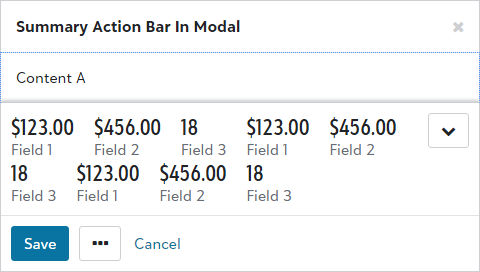 Summary Action Bar In Modal
Content A
$123.00 $456.00 18 $123.00 $456.00
Field 1 Field 2 Field 3 Field 1 Field 2
18 $123.00 $456.00 18
Field 3 Field 1 Field 2 Field 3
Save ••• Cancel